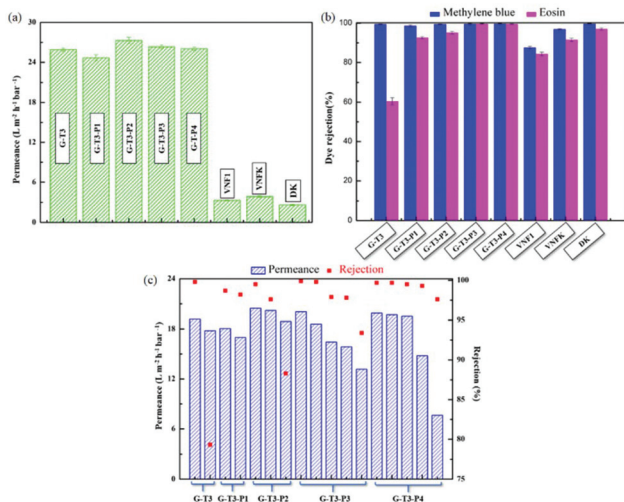 (a)
30
24
18
12
6
0
Permeance (L m⁻² h⁻¹ bar⁻¹)
G-T3
G-T3-P1
G-T3-P2
G-T3-P3
G-T-P4
VNF1
VNFK
DK
(b)
Methylene blue
Eosin
100
80
60
40
20
0
Dye rejection(%)
G-T3
G-T3-P1
G-T3-P2
G-T3-P3
G-T3-P4
VNF1
VNFK
DK
(c)
Permeance
Rejection
24
18
12
6
0
Permeance (L m⁻² h⁻¹ bar⁻¹)
100
95
90
85
80
75
Rejection (%)
G-T3
G-T3-P1
G-T3-P2
G-T3-P3
G-T3-P4